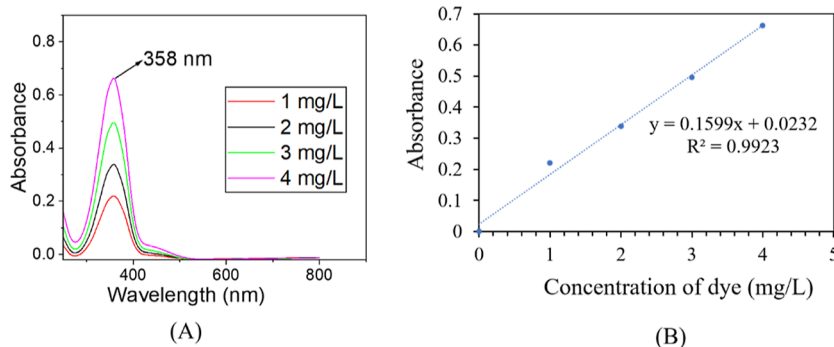 0.8
0.6
0.4
0.2
0.0
Absorbance
358 nm
1 mg/L
2 mg/L
3 mg/L
4 mg/L
400 600 800
Wavelength (nm)
(A)
0.7
0.6
0.5
0.4
0.3
0.2
0.1
0
Absorbance
y = 0.1599x + 0.0232
R² = 0.9923
0 1 2 3 4 5
Concentration of dye (mg/L)
(B)